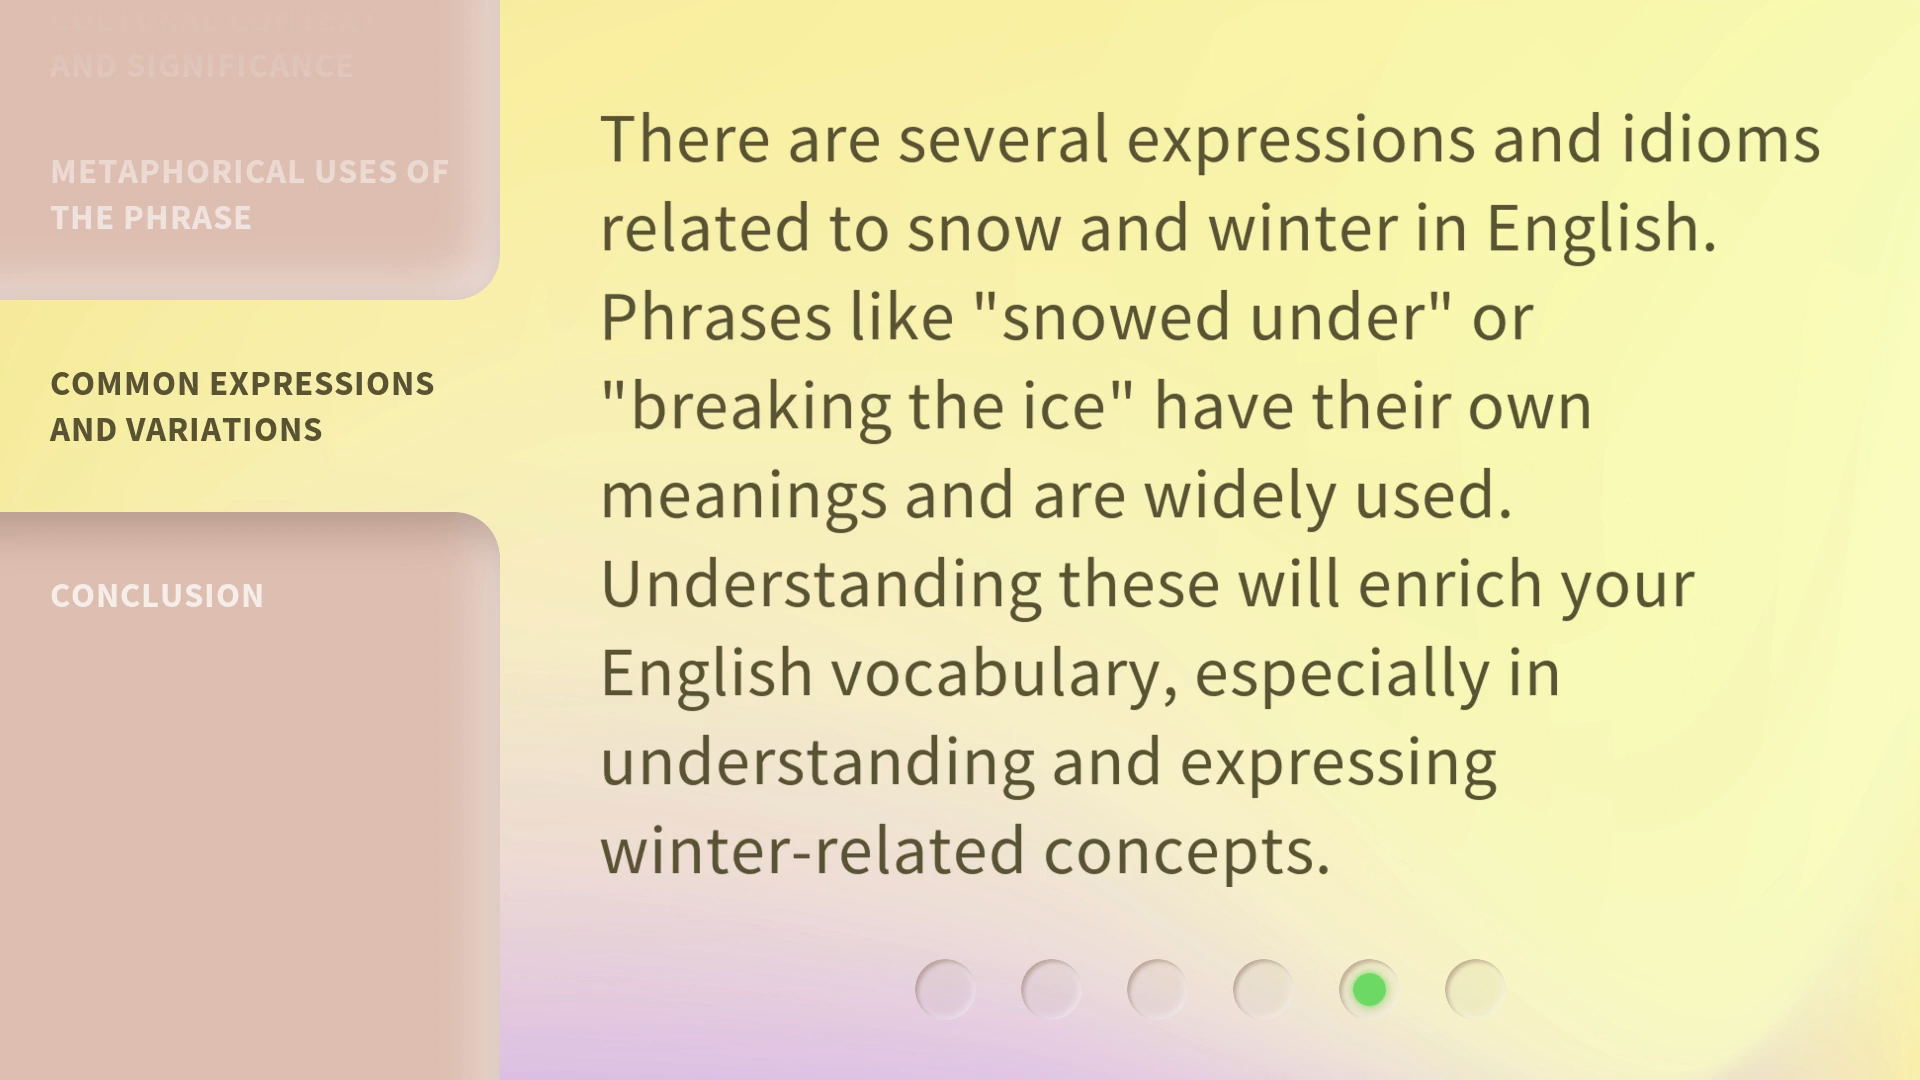 AND SIGNIFICANCE
METAPHORICAL USES OF
THE PHRASE
COMMON EXPRESSIONS
AND VARIATIONS
CONCLUSION
There are several expressions and idioms
related to snow and winter in English.
Phrases like "snowed under" or
"breaking the ice" have their own
meanings and are widely used.
Understanding these will enrich your
English vocabulary, especially in
understanding and expressing
winter-related concepts.